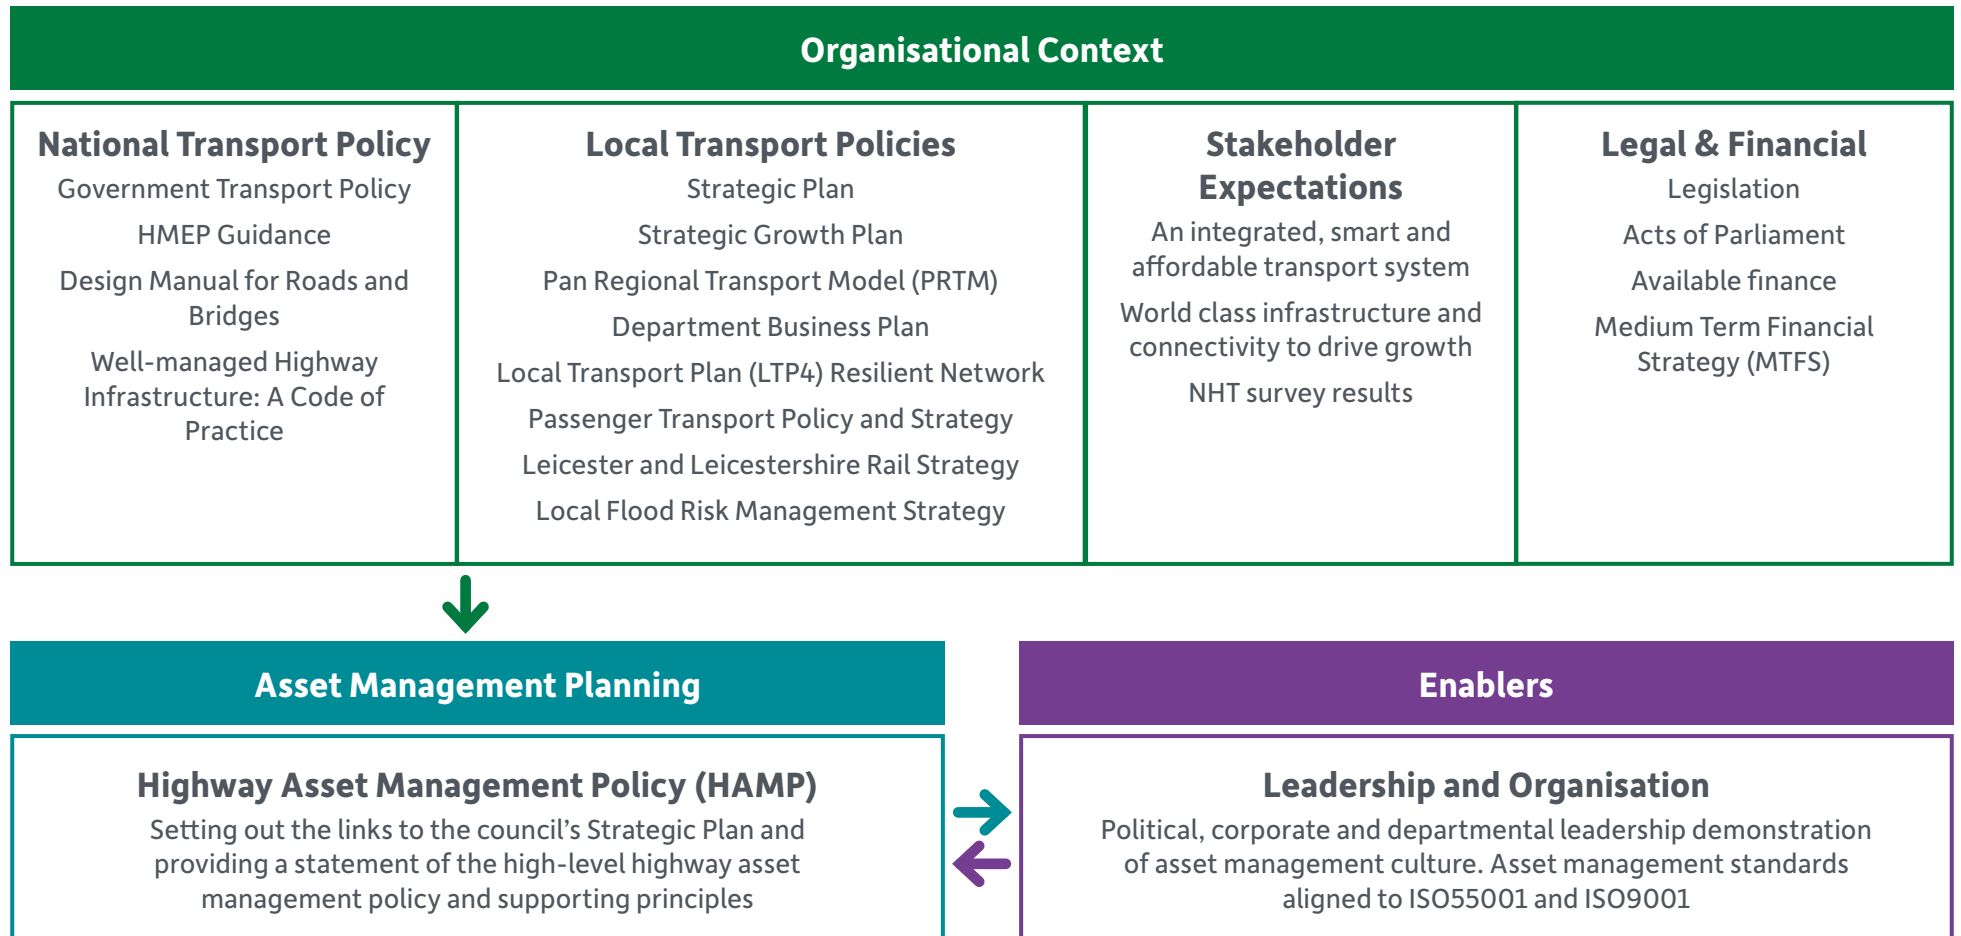 Organisational Context
National Transport Policy
Government Transport Policy
HMEP Guidance
Design Manual for Roads and
Bridges
Well-managed Highway
Infrastructure: A Code of
Practice
Local Transport Policies
Strategic Plan
Strategic Growth Plan
Pan Regional Transport Model (PRTM)
Department Business Plan
Local Transport Plan (LTP4) Resilient Network
Passenger Transport Policy and Strategy
Leicester and Leicestershire Rail Strategy
Local Flood Risk Management Strategy
Stakeholder
Expectations
An integrated, smart and
affordable transport system
World class infrastructure and
connectivity to drive growth
NHT survey results
Legal & Financial
Legislation
Acts of Parliament
Available finance
Medium Term Financial
Strategy (MTFS)
Asset Management Planning
Highway Asset Management Policy (HAMP)
Setting out the links to the council’s Strategic Plan and
providing a statement of the high-level highway asset
management policy and supporting principles
Enablers
Leadership and Organisation
Political, corporate and departmental leadership demonstration
of asset management culture. Asset management standards
aligned to ISO55001 and ISO9001